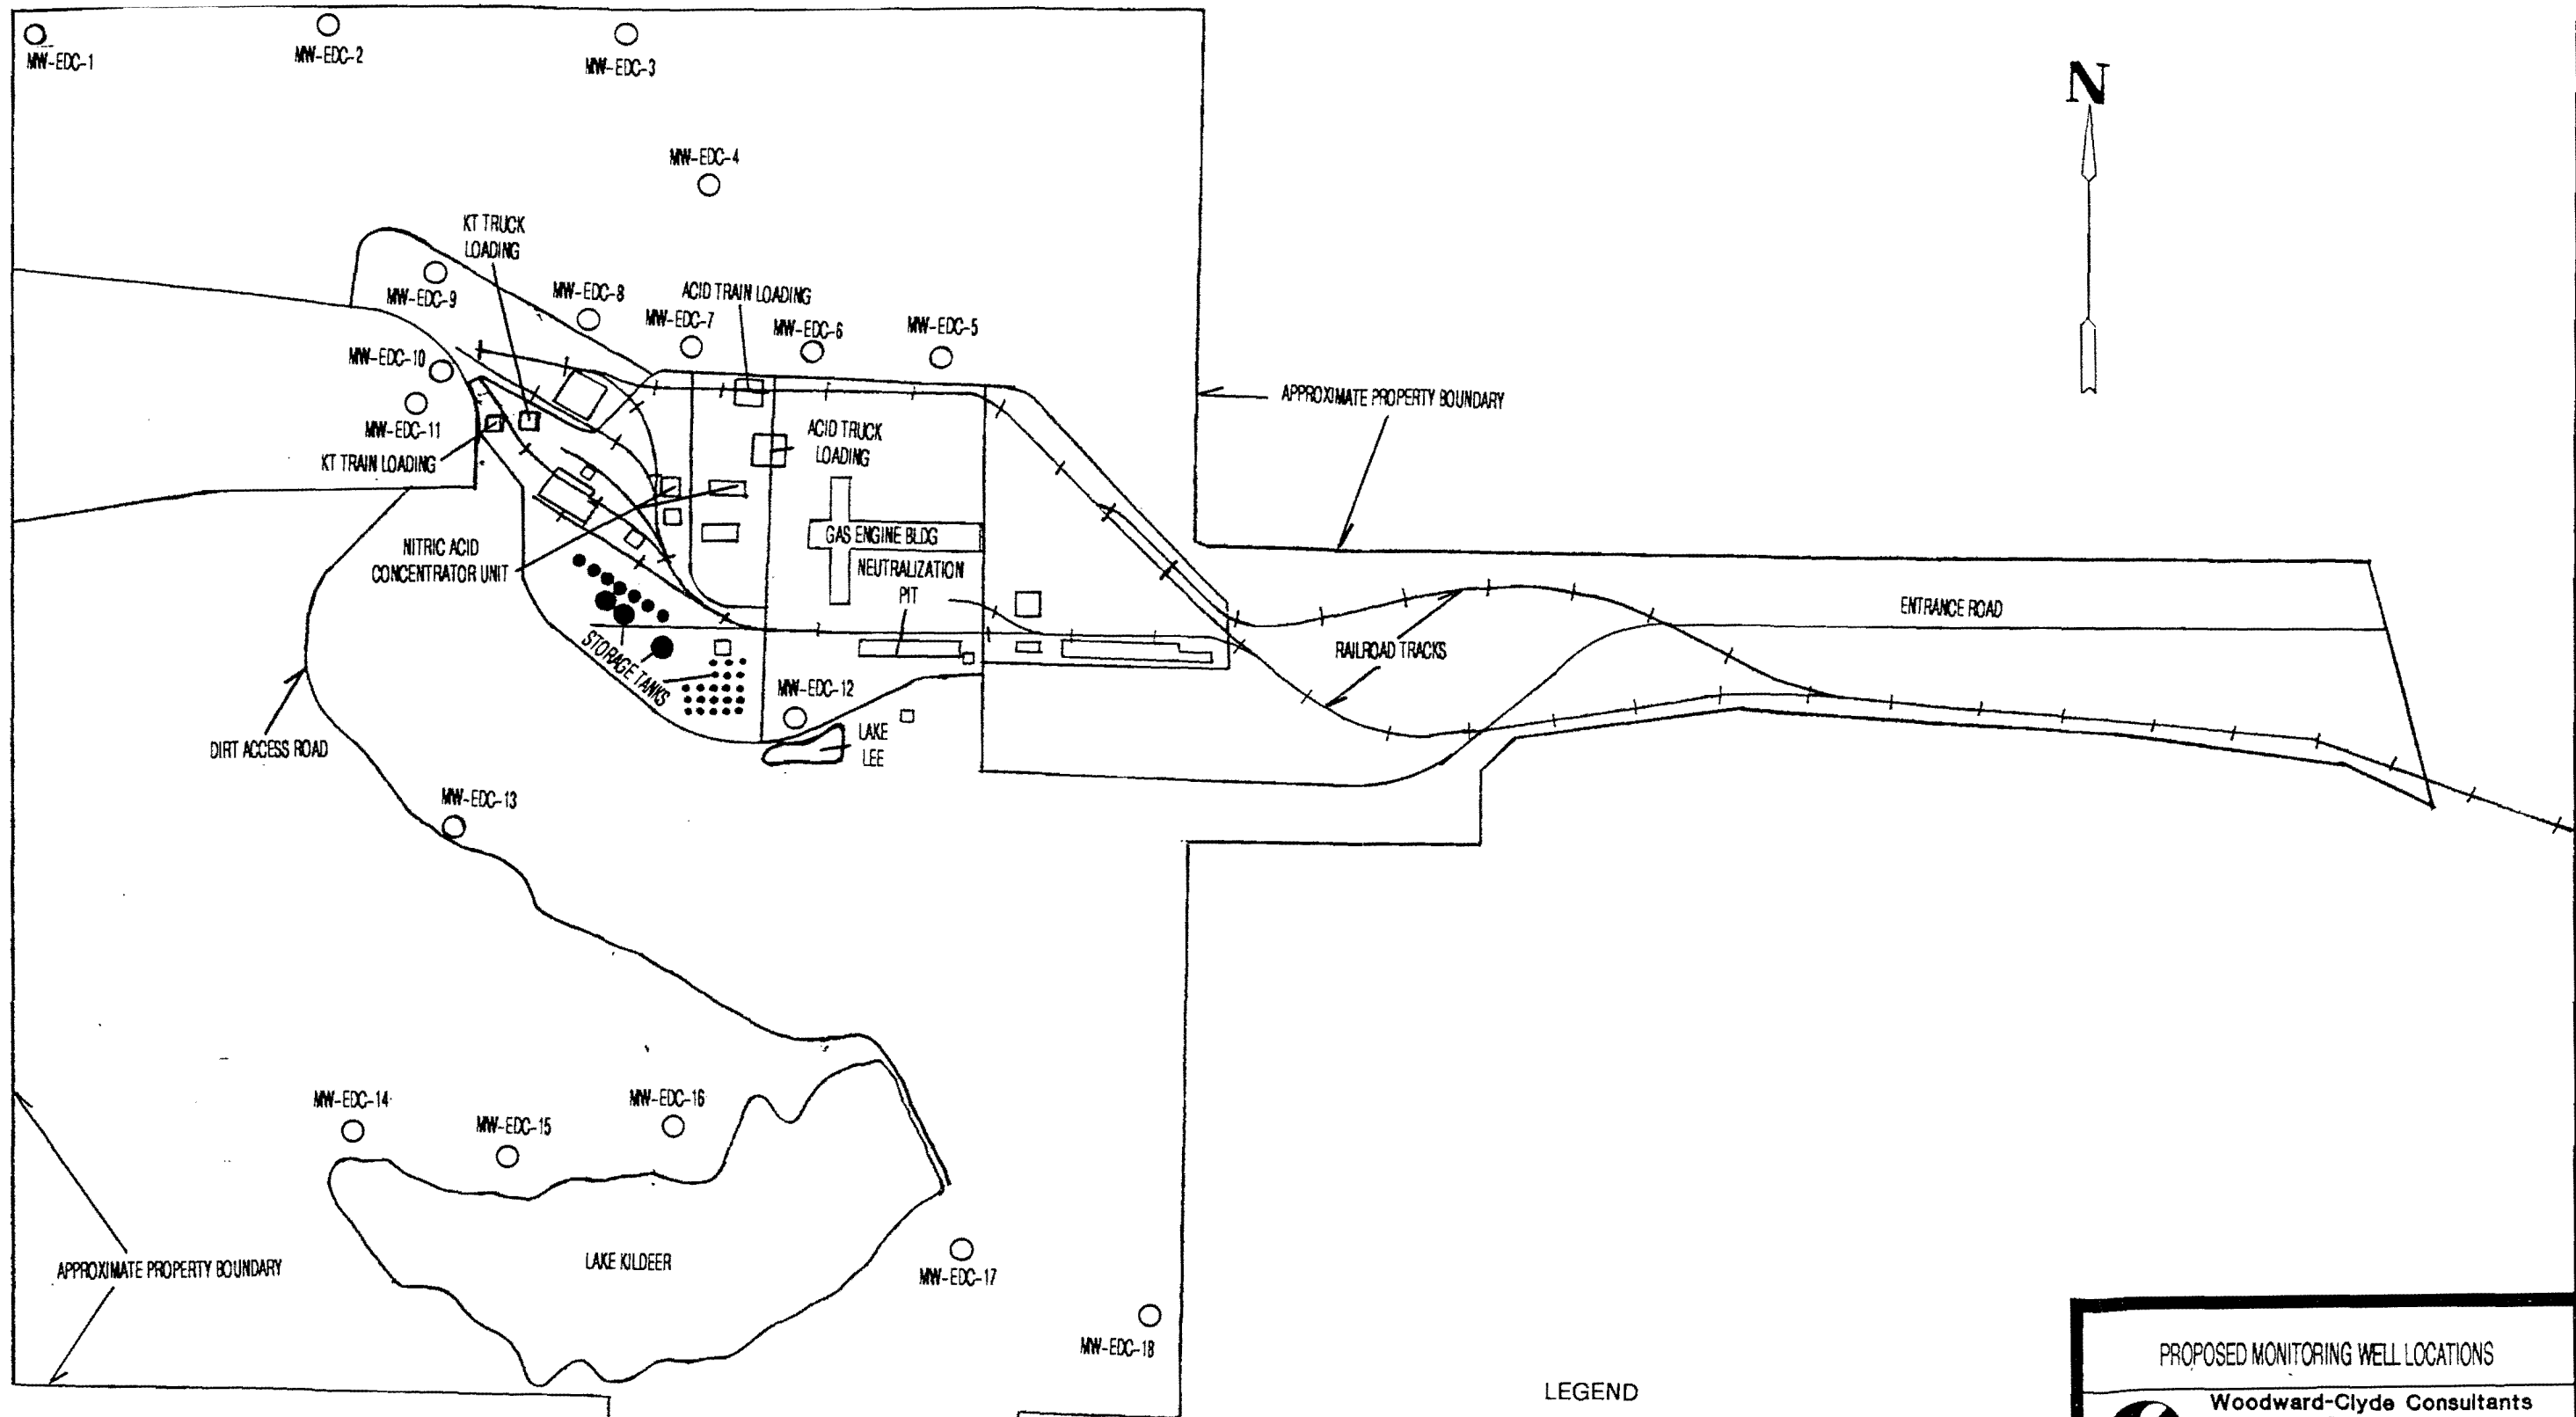 MW-EDC-1
MW-EDC-2
MW-EDC-3
N
MW-EDC-4
KT TRUCK
LOADING
MW-EDC-9
MW-EDC-8
ACID TRAIN LOADING
MW-EDC-7
MW-EDC-6
MW-EDC-5
MW-EDC-10
APPROXIMATE PROPERTY BOUNDARY
MW-EDC-11
ACID TRUCK
LOADING
KT TRAIN LOADING
GAS ENGINE BLDG
NITRIC ACID
CONCENTRATOR UNIT
NEUTRALIZATION
PIT
ENTRANCE ROAD
STORAGE TANKS
RAILROAD TRACKS
MW-EDC-12
LAKE
LEE
DIRT ACCESS ROAD
MW-EDC-13
MW-EDC-14
MW-EDC-15
MW-EDC-16
LAKE KILDEER
APPROXIMATE PROPERTY BOUNDARY
MW-EDC-17
MW-EDC-18
PROPOSED MONITORING WELL LOCATIONS
LEGEND
Woodward-Clyde Consultants